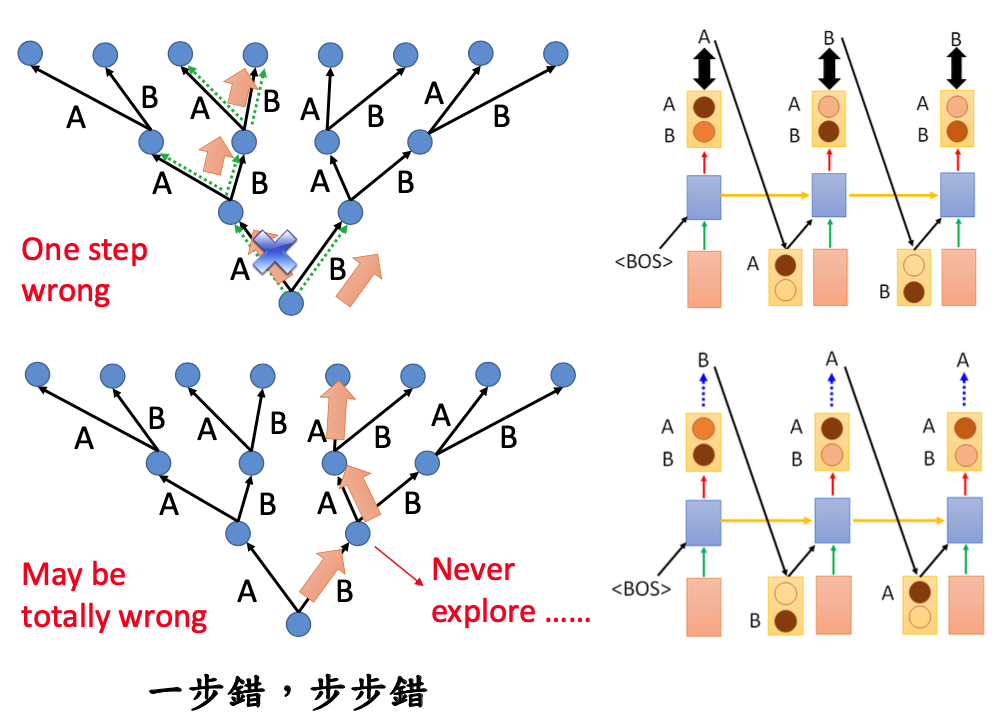 A B A B A B A B
A B A B
A B
One step
wrong
A B B
A B A B A B
<BOS>
A B
A B A B A B A B
A B A B
A B
May be
totally wrong
Never
explore ......
B A A
A B A B A B
<BOS>
B A
一步錯，步步錯